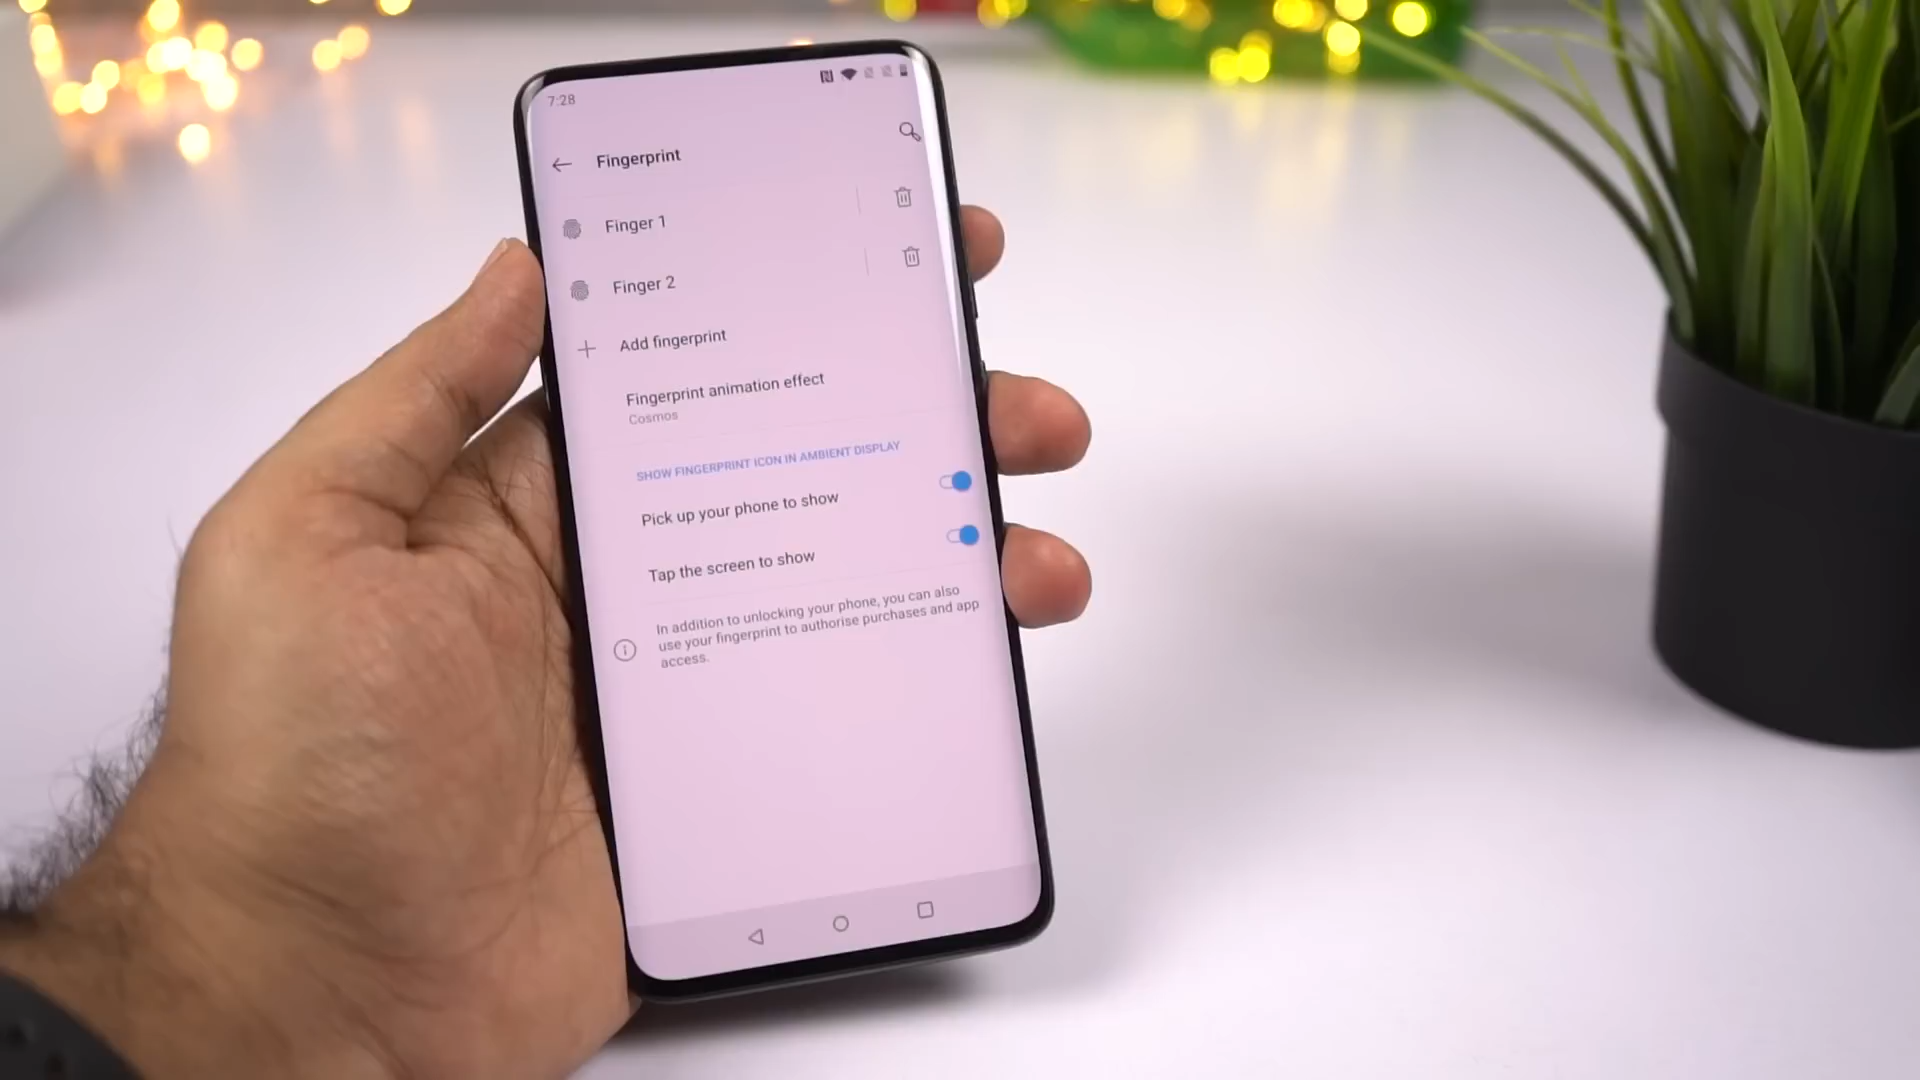 7:28
Fingerprint
Finger 1
Finger 2
Add fingerprint
Fingerprint animation effect
Cosmos
SHOW FINGERPRINT ICON IN AMBIENT DISPLAY
Pick up your phone to show
Tap the screen to show
In addition to unlocking your phone, you can also
use your fingerprint to authorise purchases and app
access.